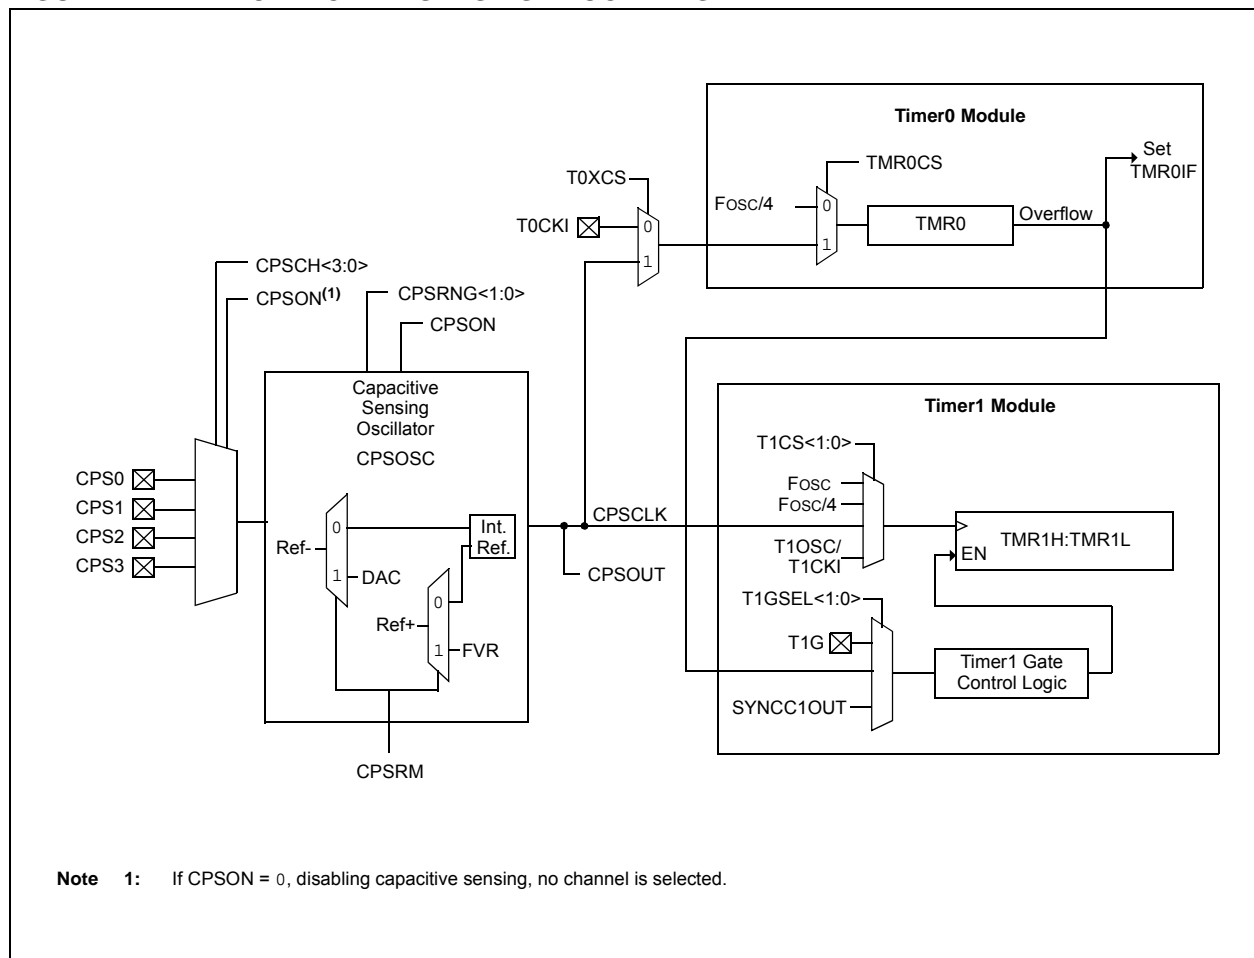 Timer0 Module
Set
TMR0IF
TMR0CS
T0XCS
FOSC/4
0
1
TMR0
Overflow
T0CKI
0
1
CPSCH<3:0>
CPSON(1)
CPSRNG<1:0>
CPSON
Capacitive
Sensing
Oscillator
CPSOSC
Timer1 Module
T1CS<1:0>
CPS0
CPS1
CPS2
CPS3
FOSC
FOSC/4
0
Ref-
1
DAC
Int.
Ref.
CPSCLK
CPSOUT
T1OSC/
T1CKI
TMR1H:TMR1L
EN
0
Ref+
1
FVR
T1GSEL<1:0>
T1G
Timer1 Gate
Control Logic
SYNCC1OUT
CPSRM
Note 1: If CPSON = 0, disabling capacitive sensing, no channel is selected.